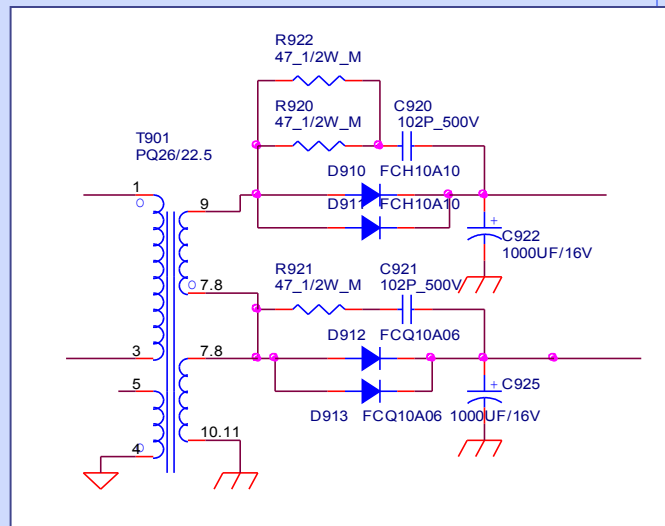 R922
47_1/2W_M
R920
47_1/2W_M
C920
102P_500V
T901
PQ26/22.5
1
9
D910 FCH10A10
D911 FCH10A10
+
C922
1000UF/16V
7.8
R921
47_1/2W_M
C921
102P_500V
3
7.8
D912 FCQ10A06
5
+
C925
D913 FCQ10A06
1000UF/16V
4
10.11